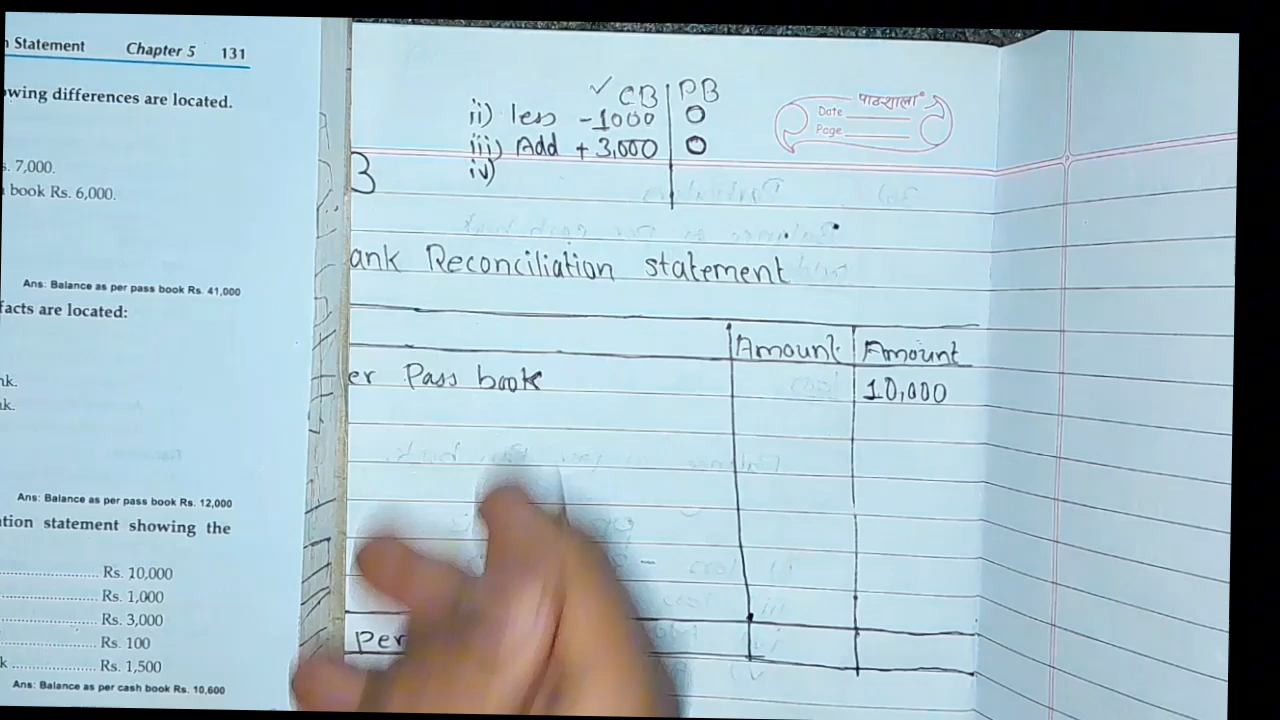 Statement Chapter 5 131
owing differences are located.
s. 7,000.
book Rs. 6,000.
Ans: Balance as per pass book Rs. 41,000
facts are located:
nk.
k.
Ans: Balance as per pass book Rs. 12,000
tion statement showing the
Rs. 10,000
Rs. 1,000
Rs. 3,000
Rs. 100
k Rs. 1,500
Ans: Balance as per cash book Rs. 10,600
✓ CB PB
ii) less -1000 0
iii) Add + 3,000 0
iv)
3
पाठशाला
Date
Page
ank Reconciliation statement
Amount Amount
er Pass book 10,000
per